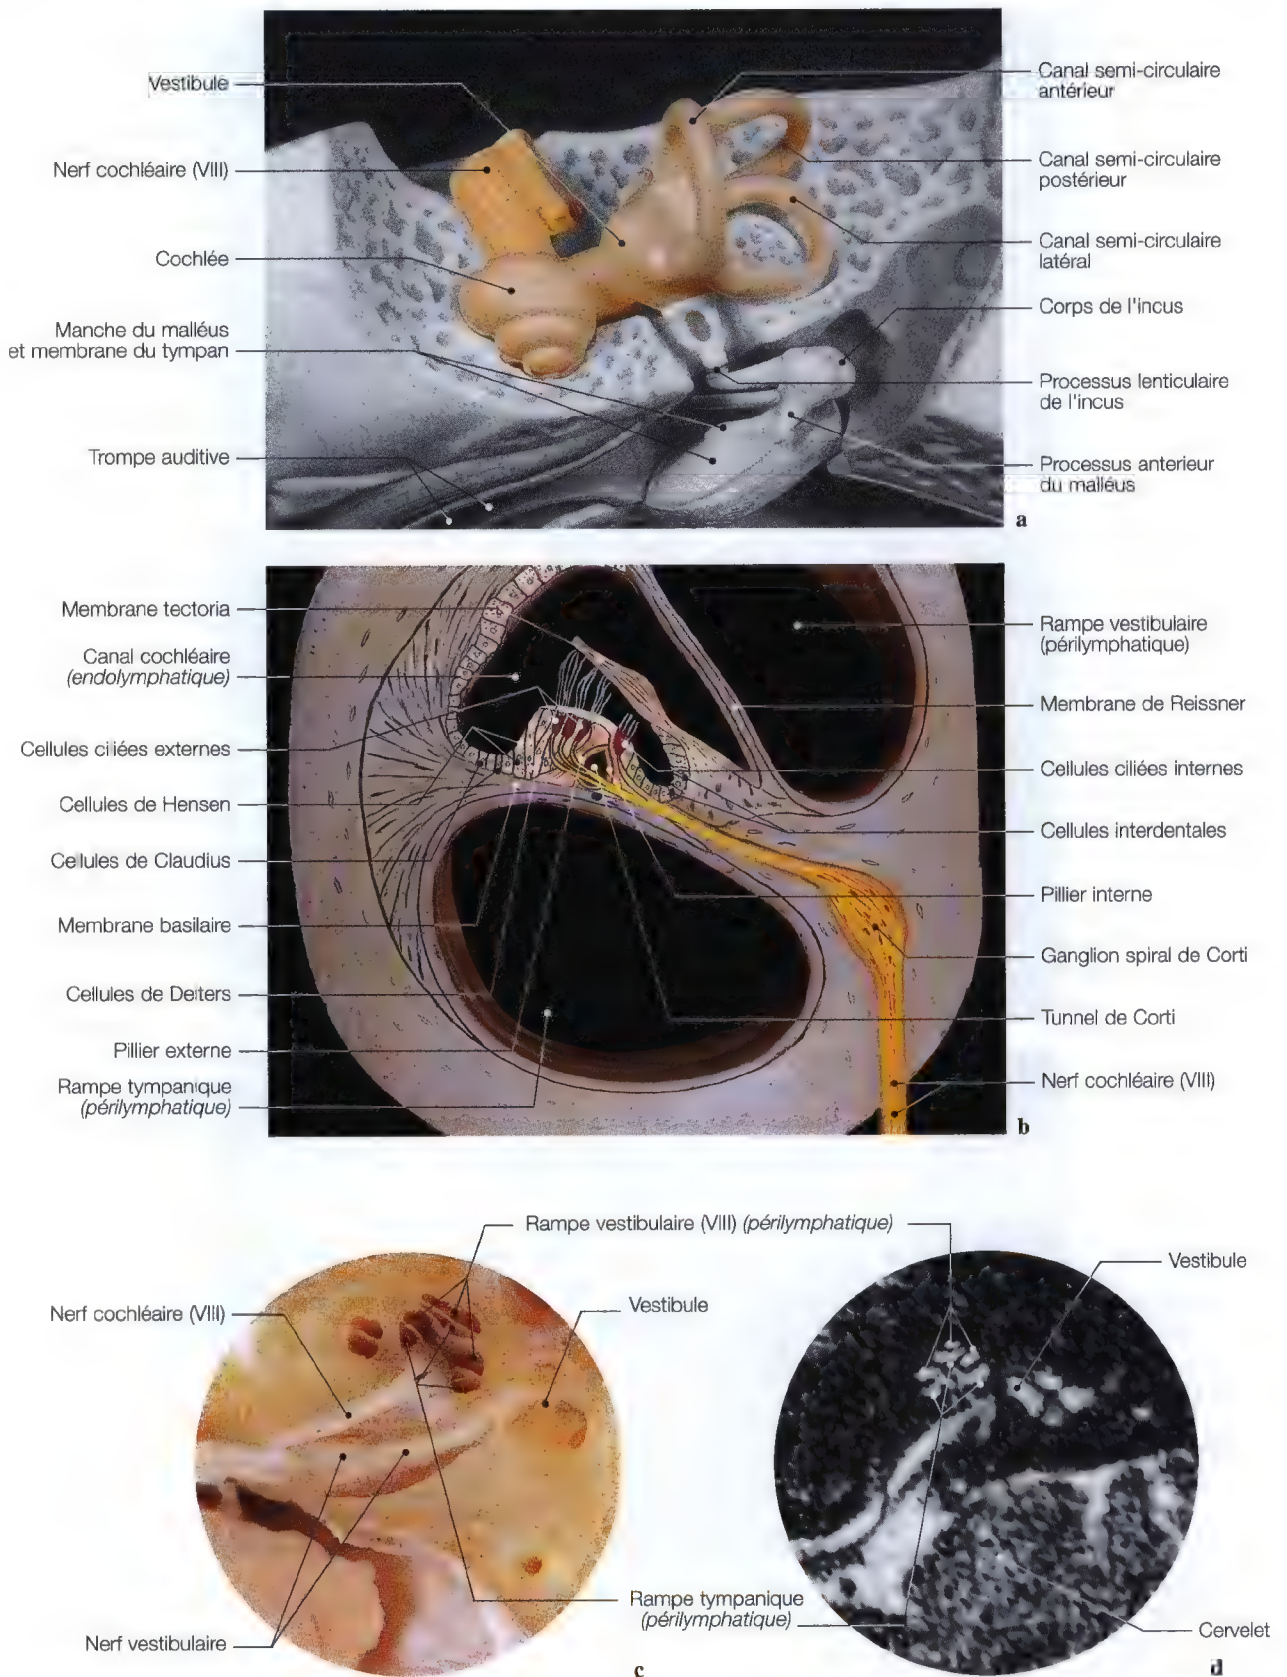 Vestibule
Nerf cochléaire (VIII)
Cochlée
Manche du malléus
et membrane du tympan
Trompe auditive
Canal semi-circulaire
antérieur
Canal semi-circulaire
postérieur
Canal semi-circulaire
latéral
Corps de l'incus
Processus lenticulaire
de l'incus
Processus anterieur
du malléus
a
Membrane tectoria
Canal cochléaire
(endolymphatique)
Cellules ciliées externes
Cellules de Hensen
Cellules de Claudius
Membrane basilaire
Cellules de Deiters
Pillier externe
Rampe tympanique
(périlymphatique)
Rampe vestibulaire
(périlymphatique)
Membrane de Reissner
Cellules ciliées internes
Cellules interdentales
Pillier interne
Ganglion spiral de Corti
Tunnel de Corti
Nerf cochléaire (VIII)
b
Rampe vestibulaire (VIII) (périlymphatique)
Nerf cochléaire (VIII)
Vestibule
Vestibule
Rampe tympanique
(périlymphatique)
Nerf vestibulaire
Cervelet
c
d